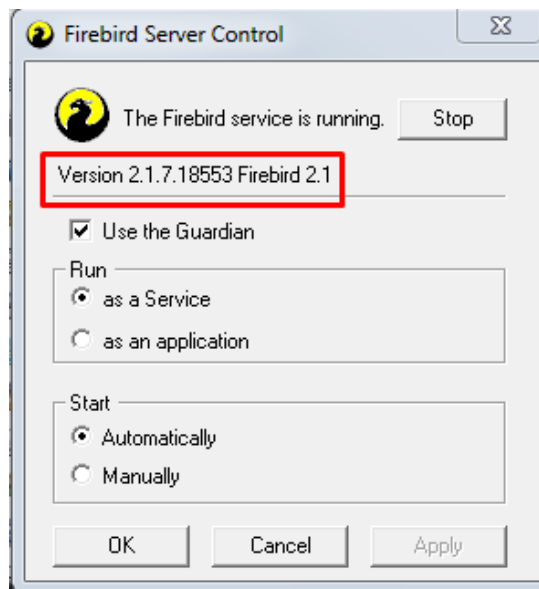 Firebird Server Control
The Firebird service is running. Stop
Version 2.1.7.18553 Firebird 2.1
Use the Guardian
Run
as a Service
as an application
Start
Automatically
Manually
OK Cancel Apply